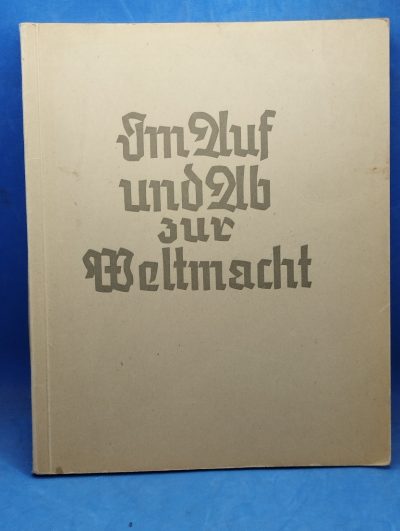 Im Auf
und Ab
zur
Weltmacht